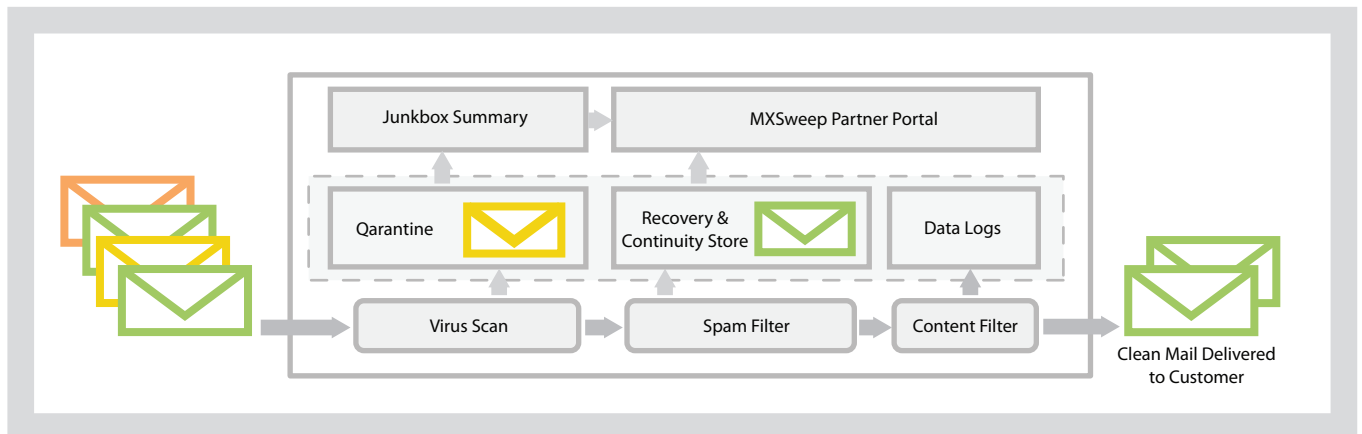 Junkbox Summary
MXSweep Partner Portal
Qarantine
Recovery &
Continuity Store
Data Logs
Virus Scan
Spam Filter
Content Filter
Clean Mail Delivered
to Customer